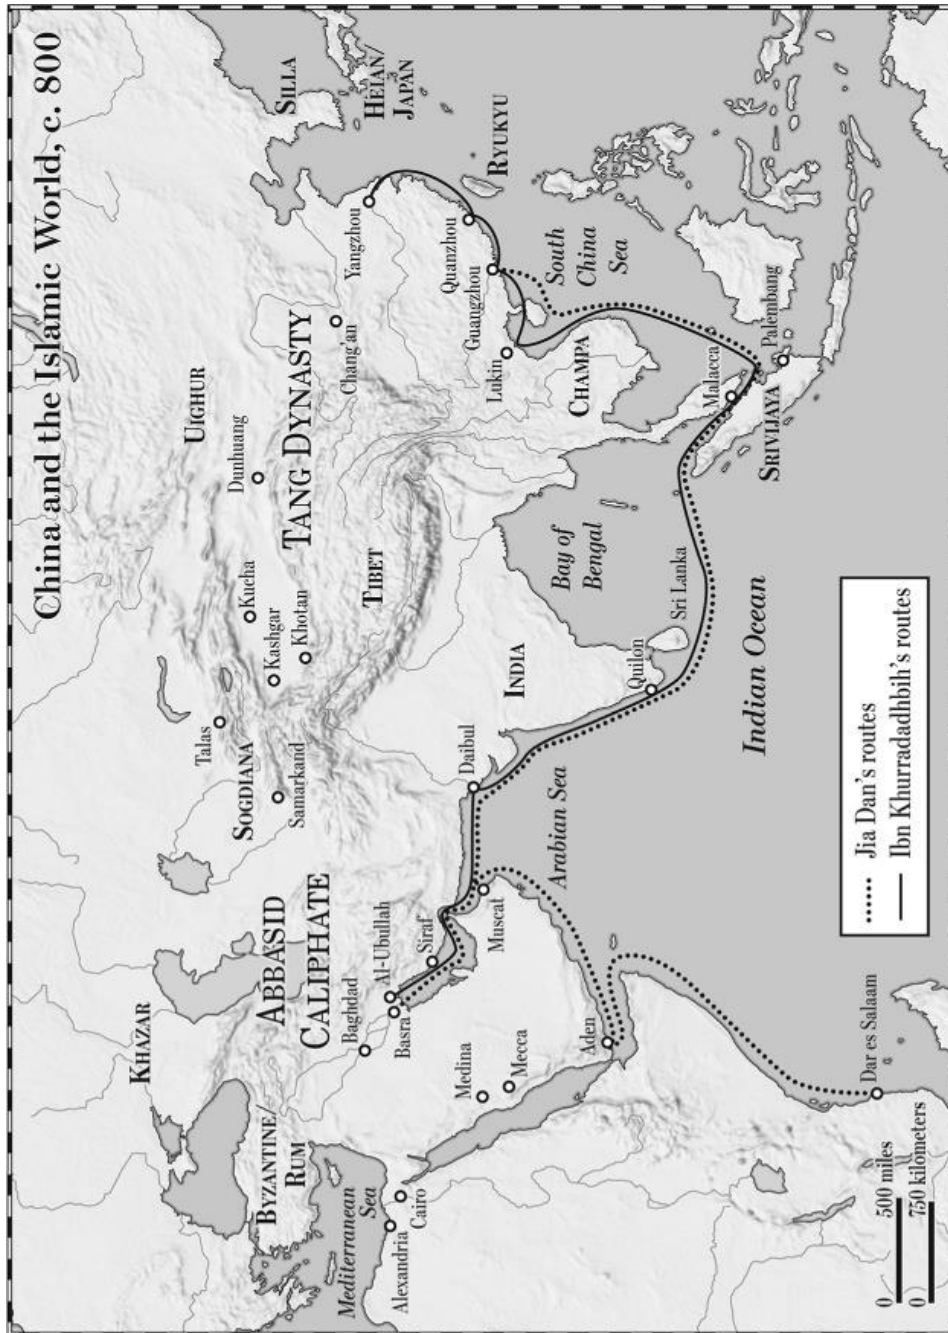 China and the Islamic World, c. 800
KHAZAR
BYZANTINE/
RUM
Mediterranean
Sea
Alexandria
Cairo
ABBASID
CALIPHATE
Baghdad
Basra
Al-Ubullah
Siraf
Muscat
Medina
Mecca
Aden
Dar es Salaam
SOGDIANA
Samarkand
Talas
Kashgar
Khotan
Kucha
UIGHUR
Dunhuang
TANG DYNASTY
Chang'an
TIBET
Yangzhou
Quanzhou
Guangzhou
Lukin
SILLA
HEIAN/
JAPAN
RYUKYU
South
China
Sea
CHAMPA
Malacca
Palembang
SRIVIJAYA
INDIA
Daibul
Quilon
Sri Lanka
Bay of
Bengal
Arabian Sea
Indian Ocean
Jia Dan's routes
Ibn Khurradadhbih's routes
0 500 miles
0 750 kilometers